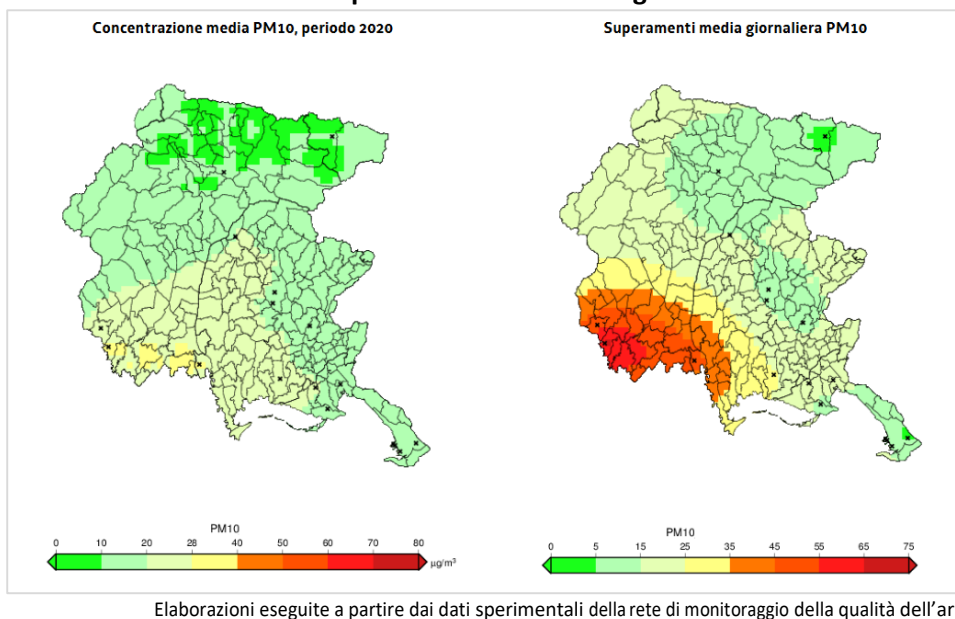 Concentrazione media PM10, periodo 2020
Superamenti media giornaliera PM10
PM10
0 10 20 28 40 50 60 70 80
µg/m³
PM10
0 5 15 25 35 45 55 65 75
Elaborazioni eseguite a partire dai dati sperimentali della rete di monitoraggio della qualità dell'ar